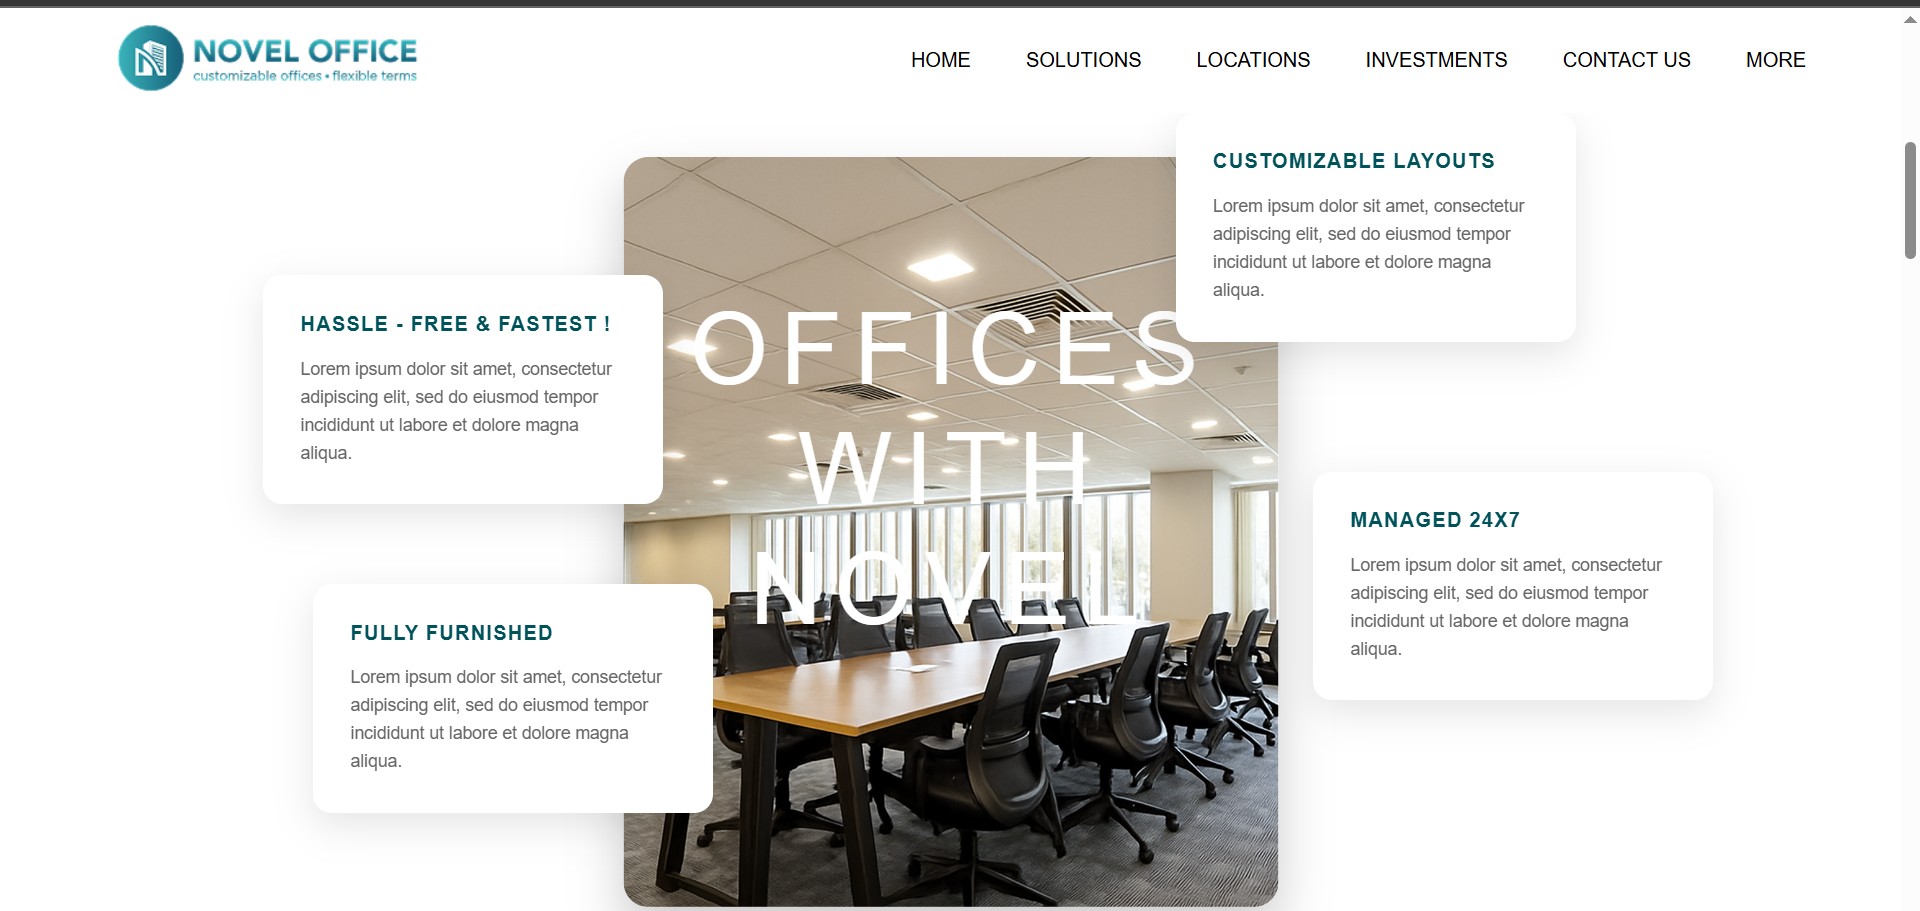 NOVEL OFFICE
customizable offices • flexible terms
HOME
SOLUTIONS
LOCATIONS
INVESTMENTS
CONTACT US
MORE
CUSTOMIZABLE LAYOUTS
Lorem ipsum dolor sit amet, consectetur
adipiscing elit, sed do eiusmod tempor
incididunt ut labore et dolore magna
aliqua.
HASSLE - FREE & FASTEST !
Lorem ipsum dolor sit amet, consectetur
adipiscing elit, sed do eiusmod tempor
incididunt ut labore et dolore magna
aliqua.
OFFICES
WITH
NOVEL
MANAGED 24X7
Lorem ipsum dolor sit amet, consectetur
adipiscing elit, sed do eiusmod tempor
incididunt ut labore et dolore magna
aliqua.
FULLY FURNISHED
Lorem ipsum dolor sit amet, consectetur
adipiscing elit, sed do eiusmod tempor
incididunt ut labore et dolore magna
aliqua.